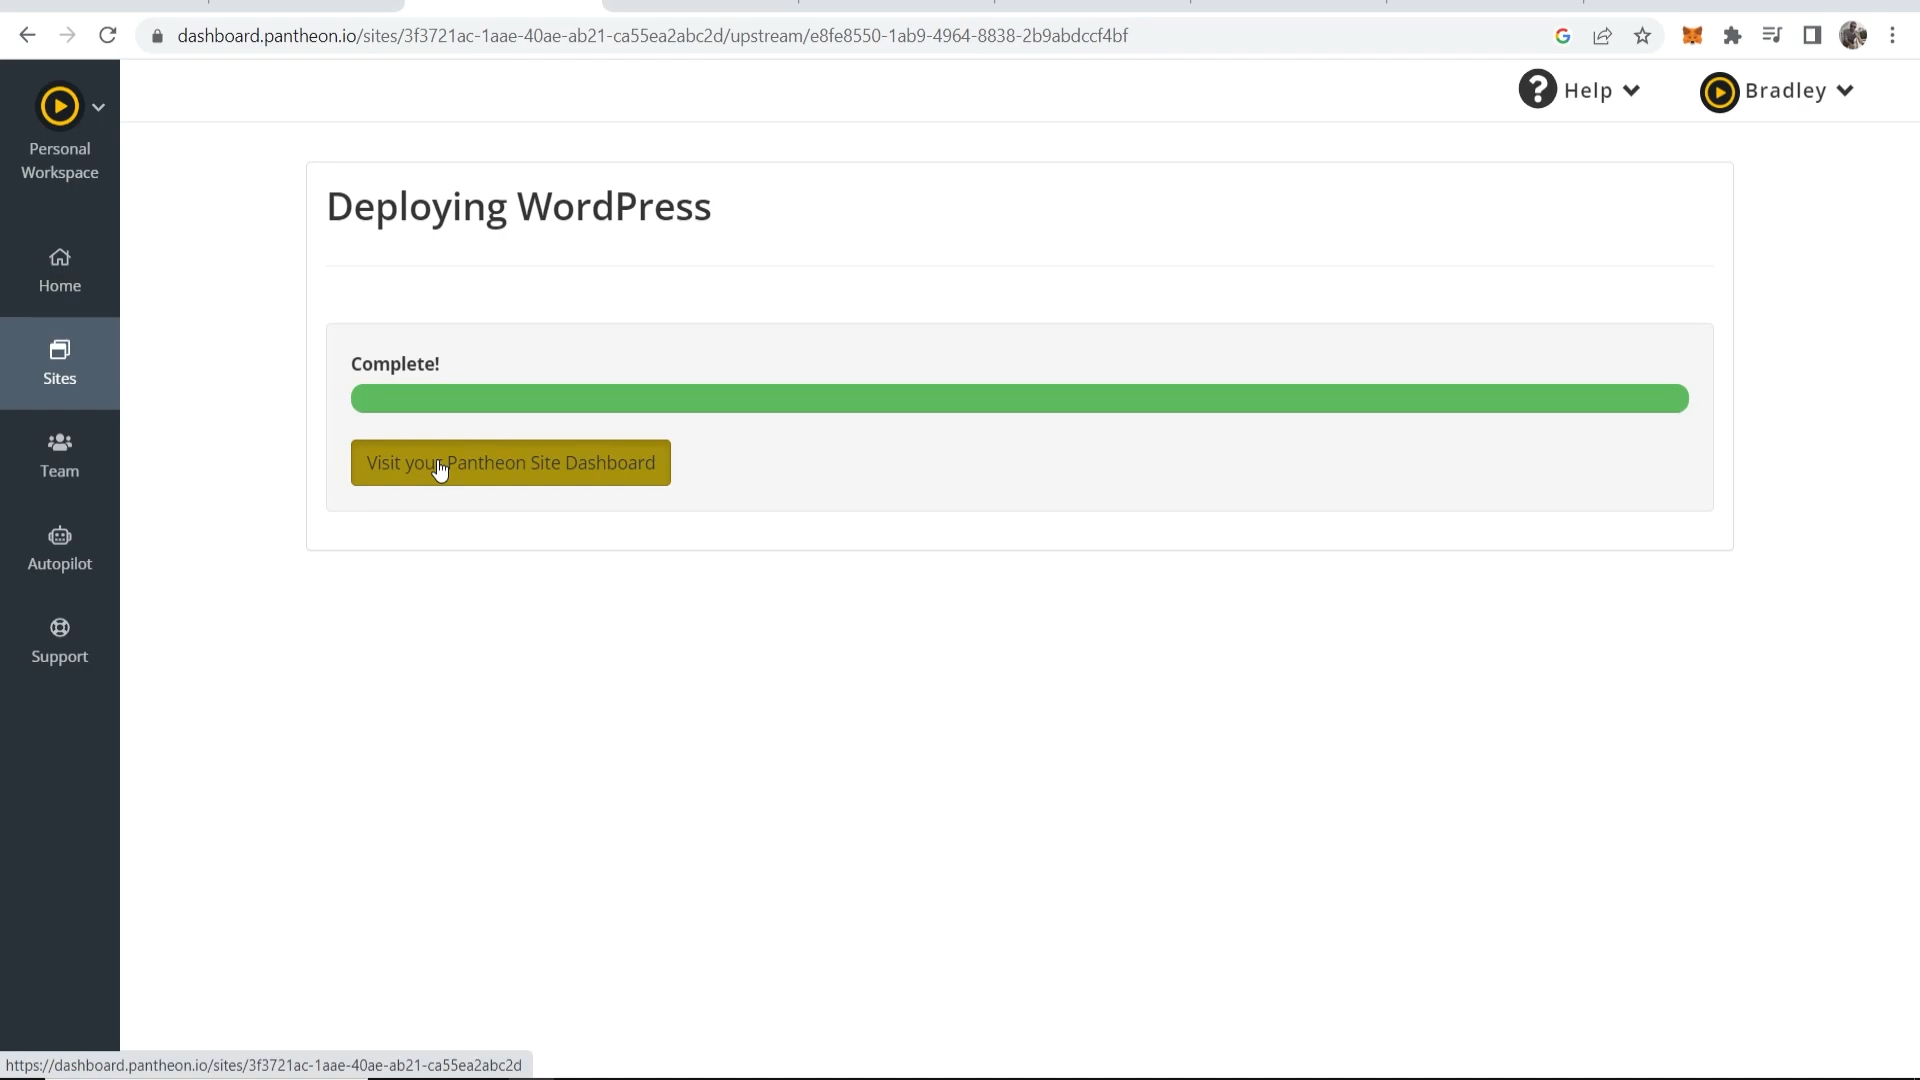 dashboard.pantheon.io/sites/3f3721ac-1aae-40ae-ab21-ca55ea2abc2d/upstream/e8fe8550-1ab9-4964-8838-2b9abdccf4bf
Help
Bradley
Personal
Workspace
Home
Sites
Team
Autopilot
Support
Deploying WordPress
Complete!
Visit your Pantheon Site Dashboard
https://dashboard.pantheon.io/sites/3f3721ac-1aae-40ae-ab21-ca55ea2abc2d